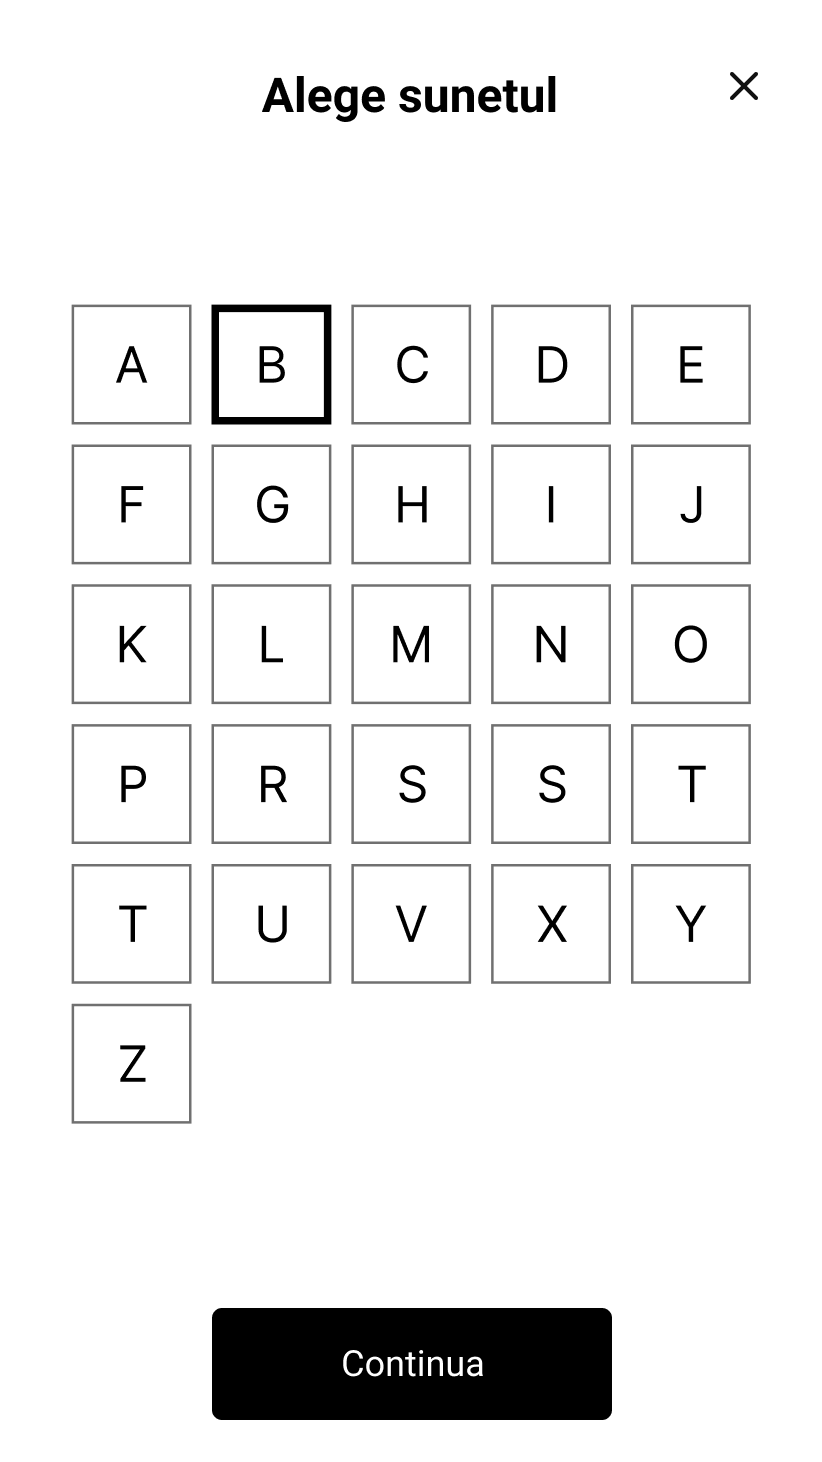 Alege sunetul
A B C D E
F G H I J
K L M N O
P R S S T
T U V X Y
Z
Continua